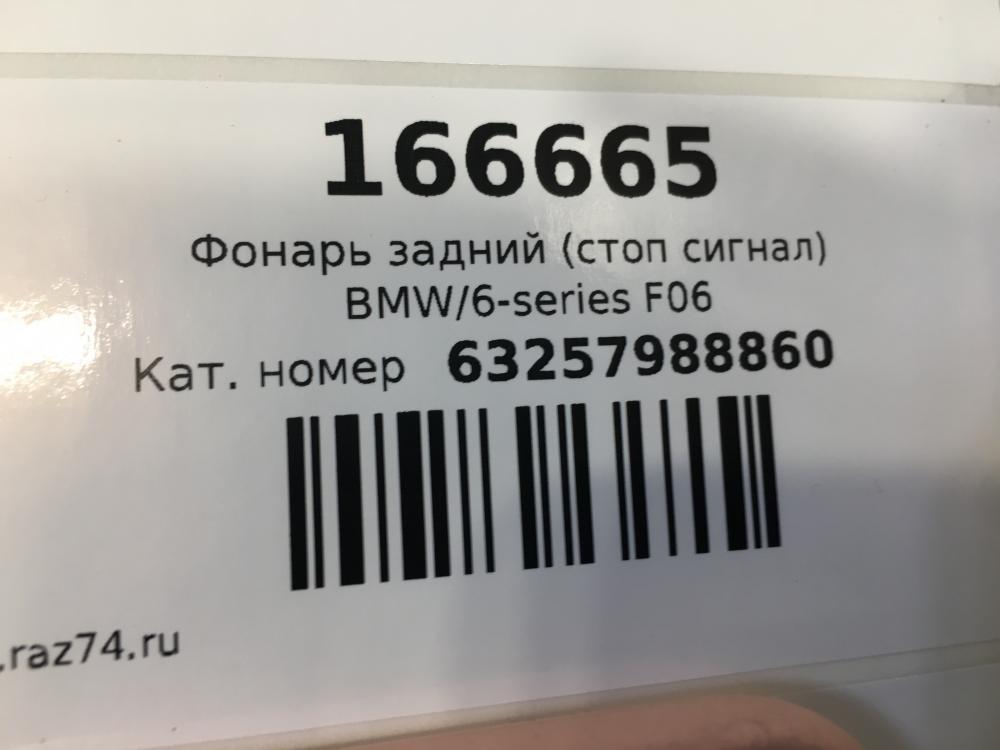 166665
Фонарь задний (стоп сигнал)
BMW/6-series F06
Кат. номер 63257988860
.raz74.ru